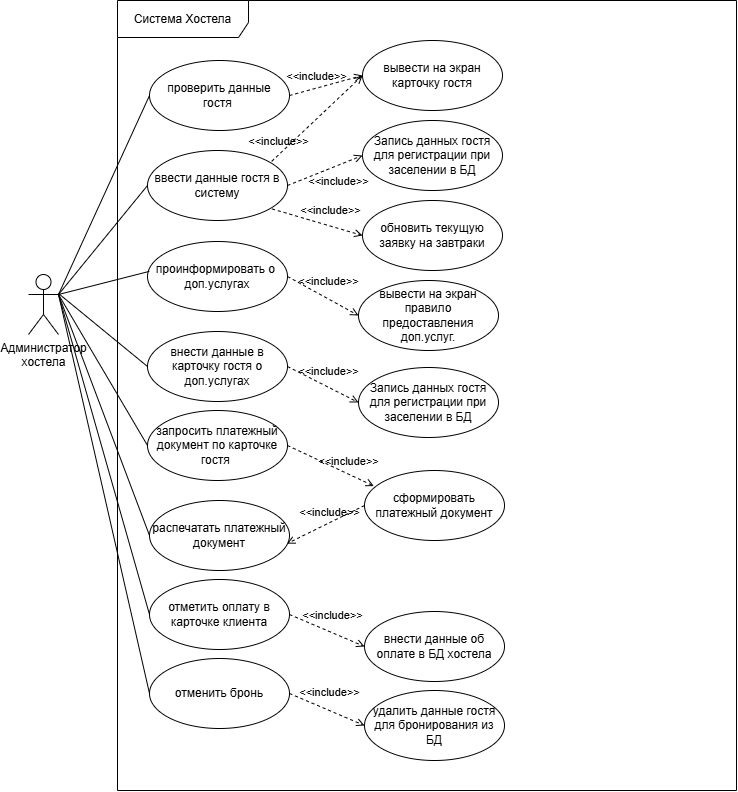 Система Хостела
проверить данные
гостя
<<include>>
вывести на экран
карточку гостя
<<include>>
ввести данные гостя в
систему
<<include>>
Запись данных гостя
для регистрации при
заселении в БД
<<include>>
обновить текущую
заявку на завтраки
проинформировать о
доп.услугах
<<include>>
вывести на экран
правило
предоставления
доп.услуг.
Администратор
хостела
внести данные в
карточку гостя о
доп.услугах
<<include>>
Запись данных гостя
для регистрации при
заселении в БД
запросить платежный
документ по карточке
гостя
<<include>>
сформировать
платежный документ
<<include>>
распечатать платежный
документ
отметить оплату в
карточке клиента
<<include>>
внести данные об
оплате в БД хостела
отменить бронь
<<include>>
удалить данные гостя
для бронирования из
БД